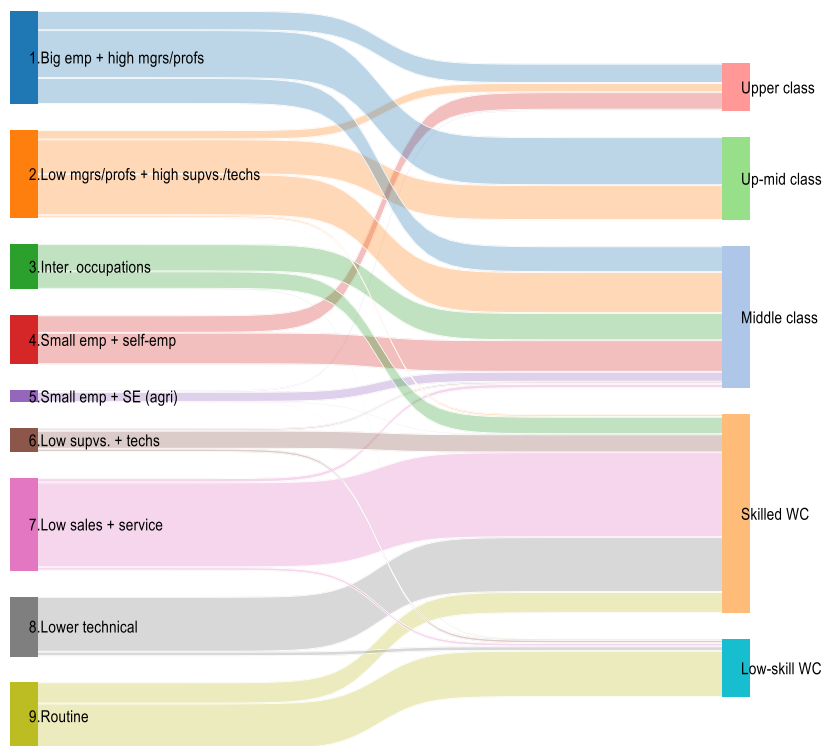 1.Big emp + high mgrs/profs
2.Low mgrs/profs + high supvs./techs
3.Inter. occupations
4.Small emp + self-emp
5.Small emp + SE (agri)
6.Low supvs. + techs
7.Low sales + service
8.Lower technical
9.Routine
Upper class
Up-mid class
Middle class
Skilled WC
Low-skill WC